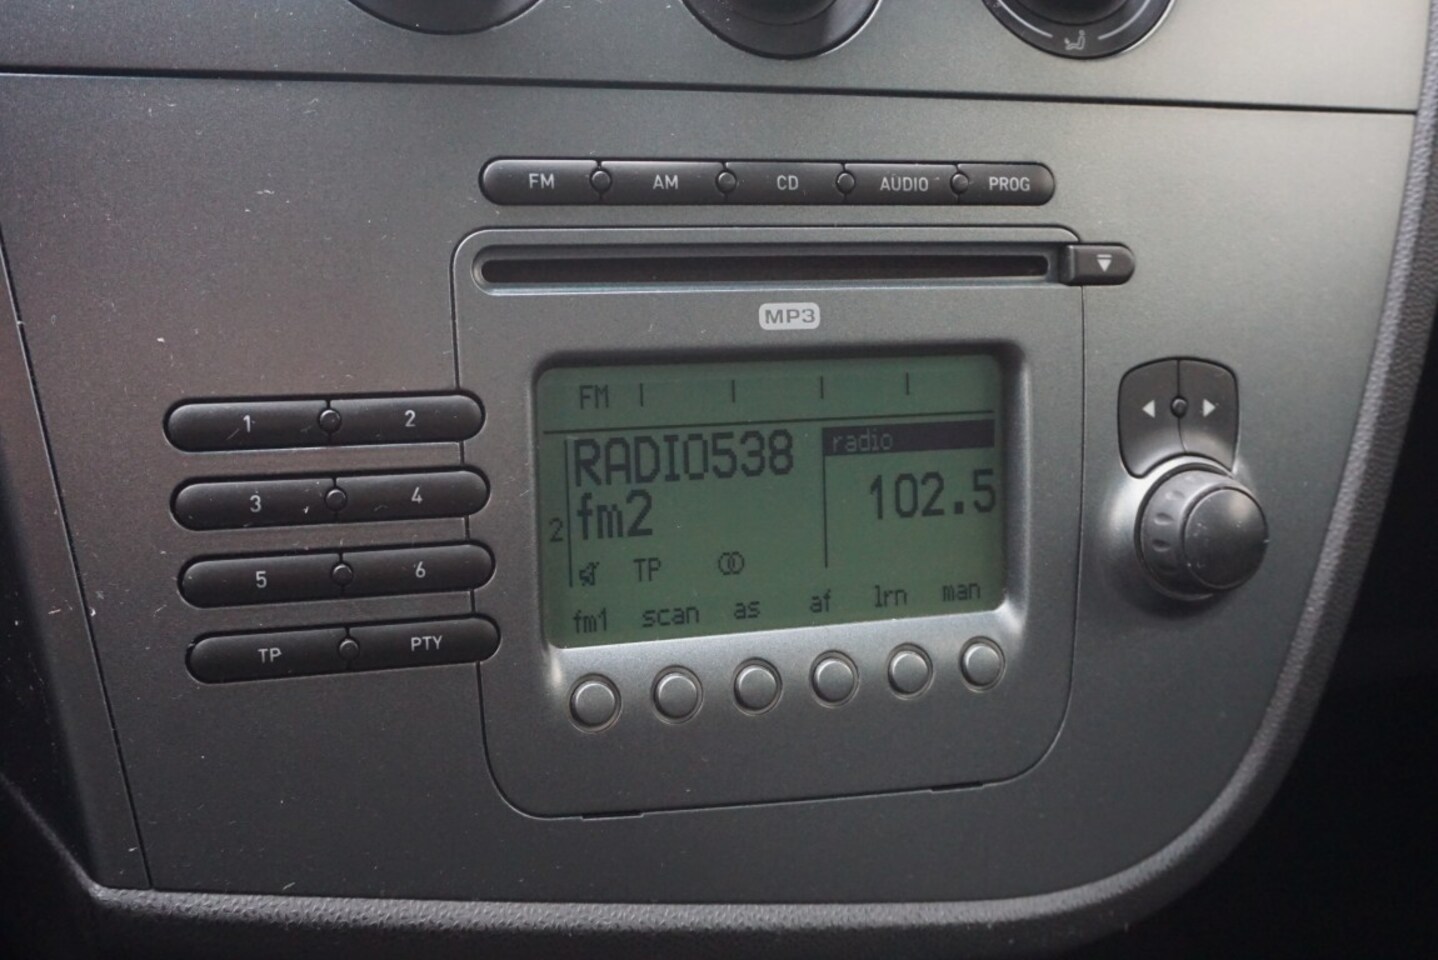 FM AM CD AUDIO PROG
MP3
1 2
3 4
5 6
TP PTY
FM
RADIO538
radio
102.5
2 fm2
TP
fm1 scan as af lrn man